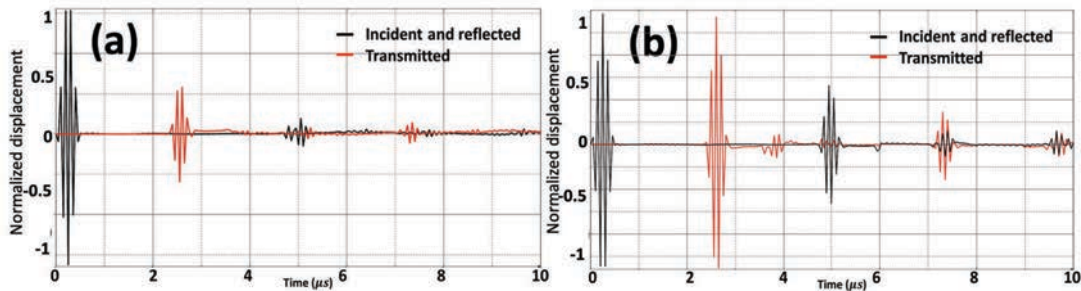 (a)
Incident and reflected
Transmitted
Normalized displacement
1
0.5
0
-0.5
-1
0 2 4 6 8 10
Time (μs)
(b)
Incident and reflected
Transmitted
Normalized displacement
1
0.5
0
-0.5
-1
0 2 4 6 8 10
Time (μs)